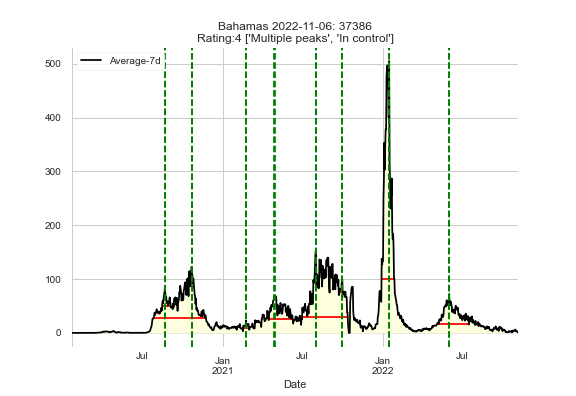 Bahamas 2022-11-06: 37386
Rating:4 ['Multiple peaks', 'In control']
Average-7d
500
400
300
200
100
0
Jul
Jan
2021
Jul
Jan
2022
Jul
Date